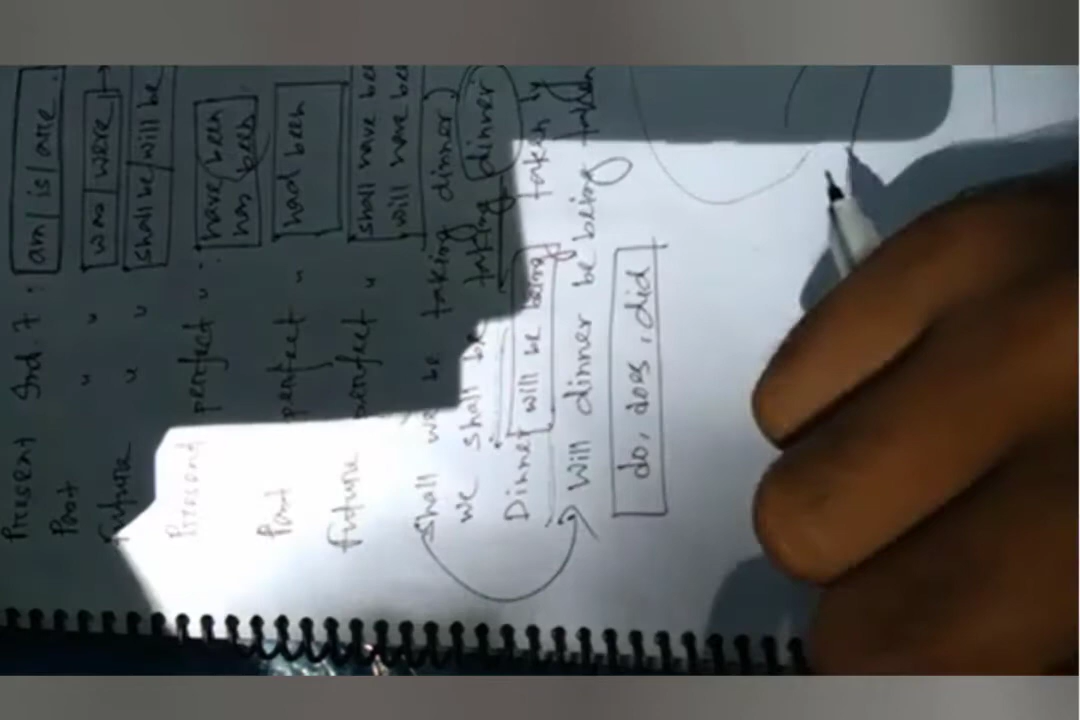 Present Ind. t : am/is/are
Past " " was/were
Future " " shall be/will be
Present perfect " : have been
has been
Past perfect " had been
Future perfect " shall have been
will have been
Shall we be taking dinner
we shall be taking dinner
Dinner will be being taken by
Will dinner be being taken
do, does, did